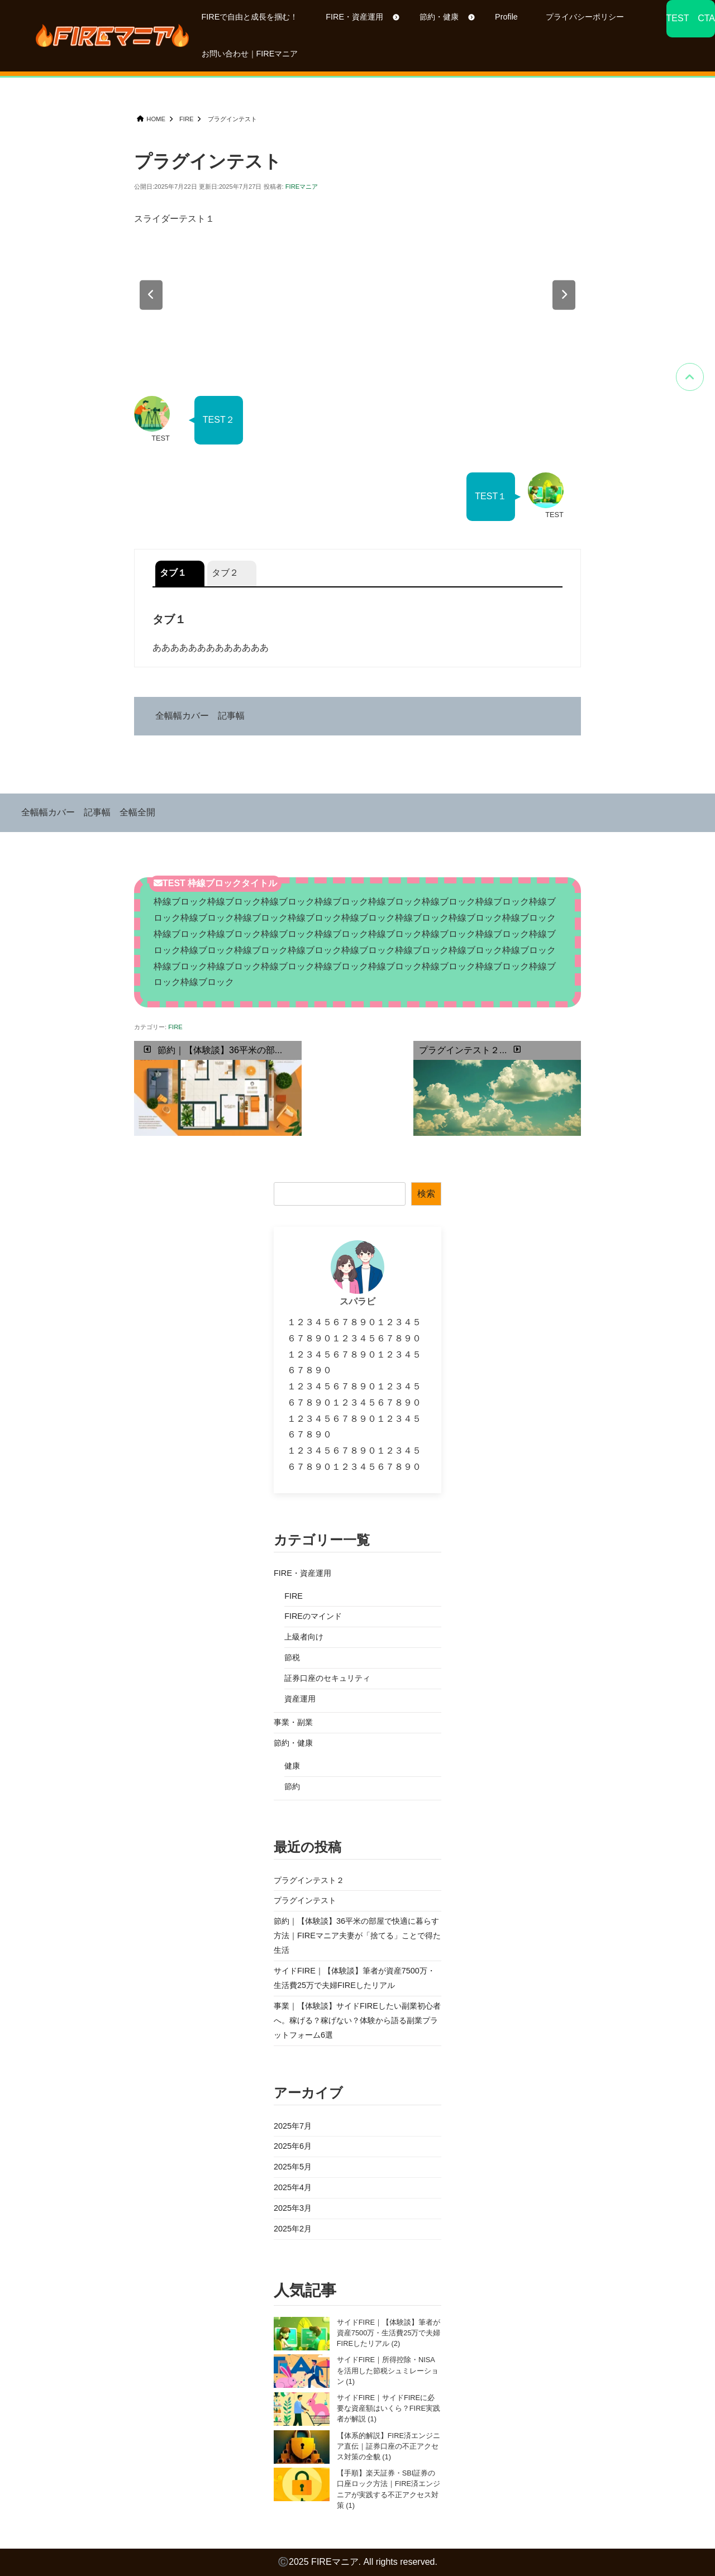 FIREマニア
FIREで自由と成長を掴む！
FIRE・資産運用
節約・健康
Profile
プライバシーポリシー
TEST　CTA
お問い合わせ｜FIREマニア
HOME
FIRE
プラグインテスト
プラグインテスト
公開日:2025年7月22日 更新日:2025年7月27日 投稿者: FIREマニア
スライダーテスト１
TEST２
TEST
TEST１
TEST
タブ１
タブ２
タブ１
あああああああああああああ
全幅幅カバー　記事幅
全幅幅カバー　記事幅　全幅全開
TEST 枠線ブロックタイトル
枠線ブロック枠線ブロック枠線ブロック枠線ブロック枠線ブロック枠線ブロック枠線ブロック枠線ブ
ロック枠線ブロック枠線ブロック枠線ブロック枠線ブロック枠線ブロック枠線ブロック枠線ブロック
枠線ブロック枠線ブロック枠線ブロック枠線ブロック枠線ブロック枠線ブロック枠線ブロック枠線ブ
ロック枠線ブロック枠線ブロック枠線ブロック枠線ブロック枠線ブロック枠線ブロック枠線ブロック
枠線ブロック枠線ブロック枠線ブロック枠線ブロック枠線ブロック枠線ブロック枠線ブロック枠線ブ
ロック枠線ブロック
カテゴリー: FIRE
節約｜【体験談】36平米の部...
プラグインテスト２...
検索
スパラビ
１２３４５６７８９０１２３４５
６７８９０１２３４５６７８９０
１２３４５６７８９０１２３４５
６７８９０
１２３４５６７８９０１２３４５
６７８９０１２３４５６７８９０
１２３４５６７８９０１２３４５
６７８９０
１２３４５６７８９０１２３４５
６７８９０１２３４５６７８９０
カテゴリー一覧
FIRE・資産運用
FIRE
FIREのマインド
上級者向け
節税
証券口座のセキュリティ
資産運用
事業・副業
節約・健康
健康
節約
最近の投稿
プラグインテスト２
プラグインテスト
節約｜【体験談】36平米の部屋で快適に暮らす
方法｜FIREマニア夫妻が「捨てる」ことで得た
生活
サイドFIRE｜【体験談】筆者が資産7500万・
生活費25万で夫婦FIREしたリアル
事業｜【体験談】サイドFIREしたい副業初心者
へ、稼げる？稼げない？体験から語る副業プラ
ットフォーム6選
アーカイブ
2025年7月
2025年6月
2025年5月
2025年4月
2025年3月
2025年2月
人気記事
サイドFIRE｜【体験談】筆者が
資産7500万・生活費25万で夫婦
FIREしたリアル (2)
サイドFIRE｜所得控除・NISA
を活用した節税シュミレーショ
ン (1)
サイドFIRE｜サイドFIREに必
要な資産額はいくら？FIRE実践
者が解説 (1)
【体系的解説】FIRE済エンジニ
ア直伝｜証券口座の不正アクセ
ス対策の全貌 (1)
【手順】楽天証券・SBI証券の
口座ロック方法｜FIRE済エンジ
ニアが実践する不正アクセス対
策 (1)
Ⓒ2025 FIREマニア. All rights reserved.